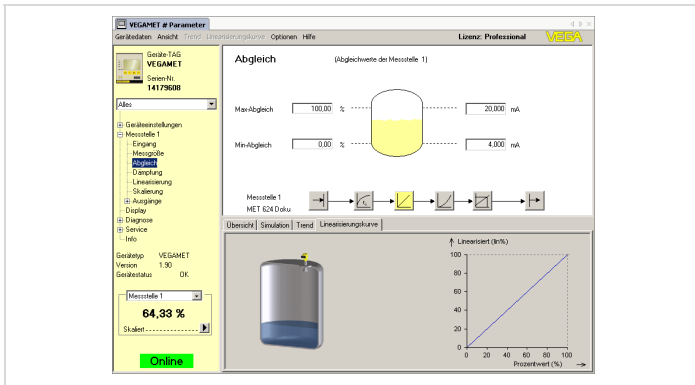 VEGAMET # Parameter
Gerätedaten Ansicht Trend Linearisierungskurve Optionen Hilfe
Lizenz: Professional
VEGA
Geräte-TAG
VEGAMET
Serien-Nr.
14179608
Alles
Geräteeinstellungen
Messstelle 1
Eingang
Messgröße
Abgleich
Dämpfung
Linearisierung
Skalierung
Ausgänge
Display
Diagnose
Service
Info
Gerätetyp VEGAMET
Version 1.90
Gerätestatus OK
Messstelle 1
64,33 %
Skaliert
Online
Abgleich
(Abgleichwerte der Messstelle 1)
Max-Abgleich 100,00 % 20,000 mA
Min-Abgleich 0,00 % 4,000 mA
Messstelle 1
MET 624 Doku
Übersicht Simulation Trend Linearisierungskurve
Linearisiert (lin%)
100
80
60
40
20
0
0 20 40 60 80 100
Prozentwert (%)